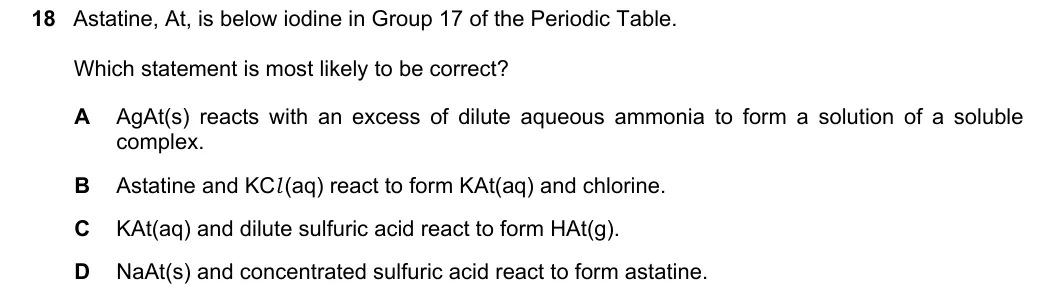 18 Astatine, At, is below iodine in Group 17 of the Periodic Table.
Which statement is most likely to be correct?
A AgAt(s) reacts with an excess of dilute aqueous ammonia to form a solution of a soluble
complex.
B Astatine and KCl(aq) react to form KAt(aq) and chlorine.
C KAt(aq) and dilute sulfuric acid react to form HAt(g).
D NaAt(s) and concentrated sulfuric acid react to form astatine.